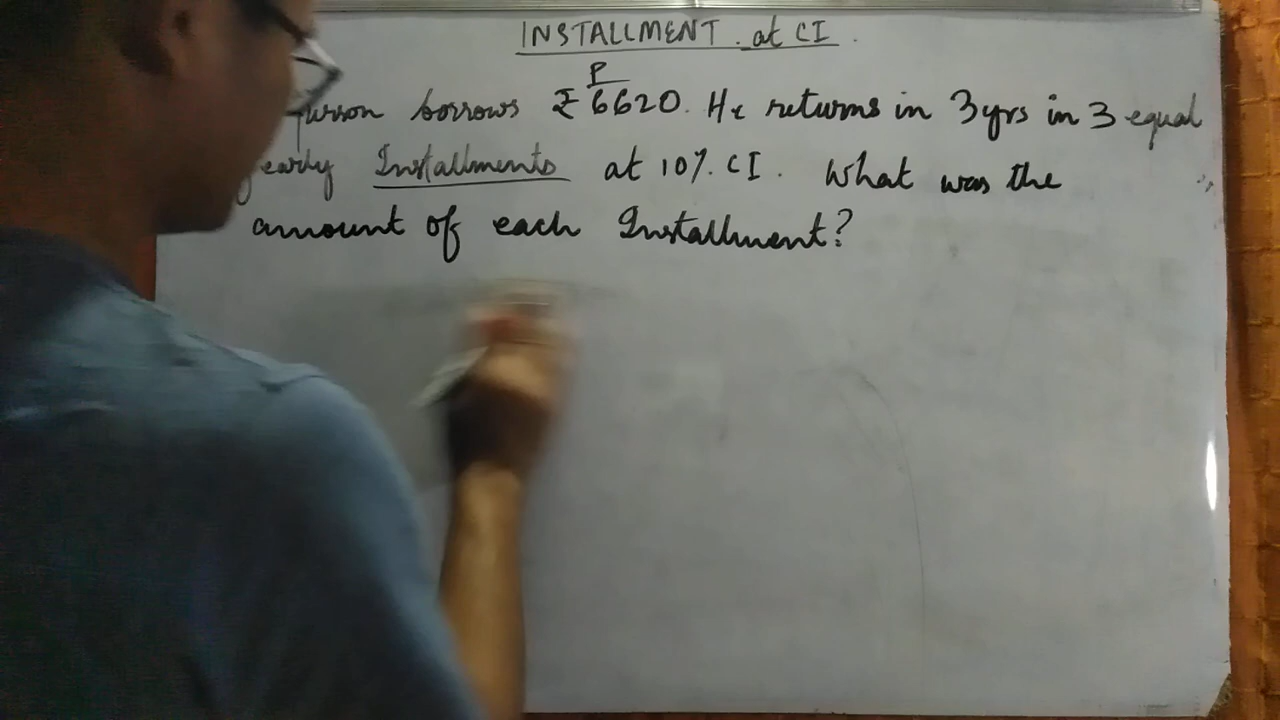 INSTALLMENT at CI
P
person borrows ₹ 6620. He returns in 3yrs in 3 equal
yearly Installments at 10% CI. What was the
amount of each Installment?